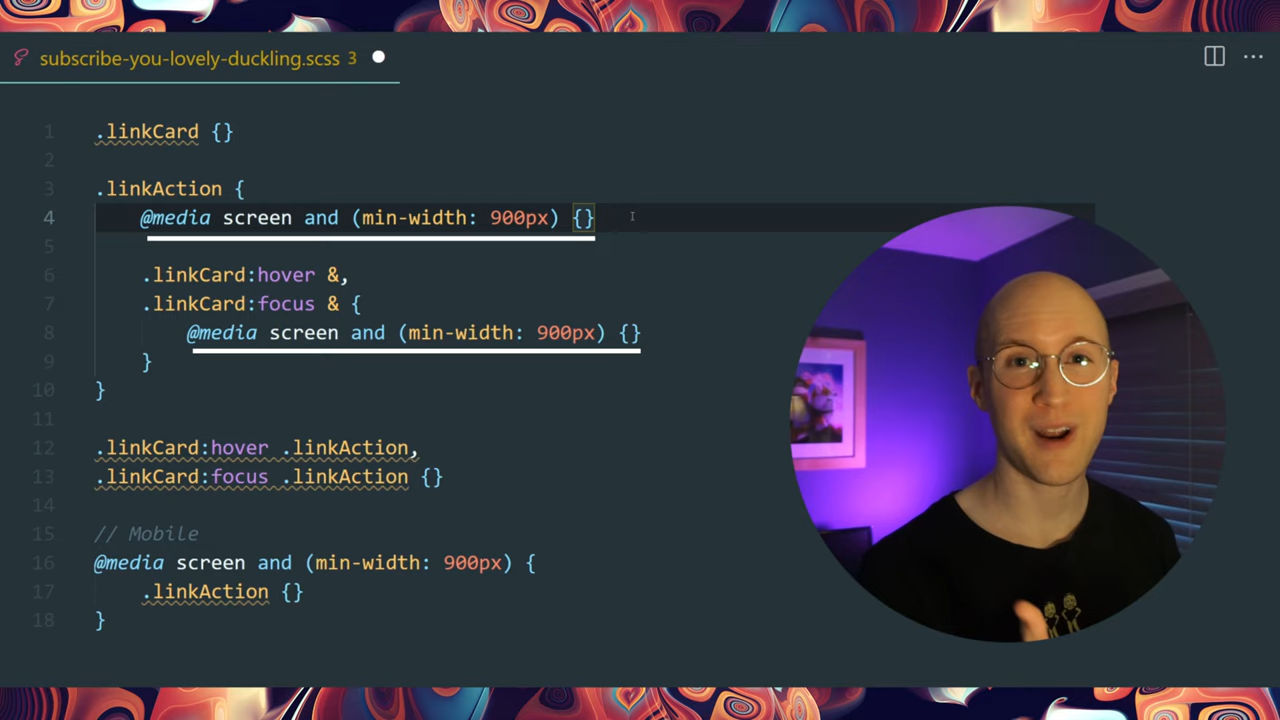 subscribe-you-lovely-duckling.scss 3
1 .linkCard {}
2
3 .linkAction {
4 @media screen and (min-width: 900px) {}
5
6 .linkCard:hover &,
7 .linkCard:focus & {
8 @media screen and (min-width: 900px) {}
9 }
10 }
11
12 .linkCard:hover .linkAction,
13 .linkCard:focus .linkAction {}
14
15 // Mobile
16 @media screen and (min-width: 900px) {
17 .linkAction {}
18 }